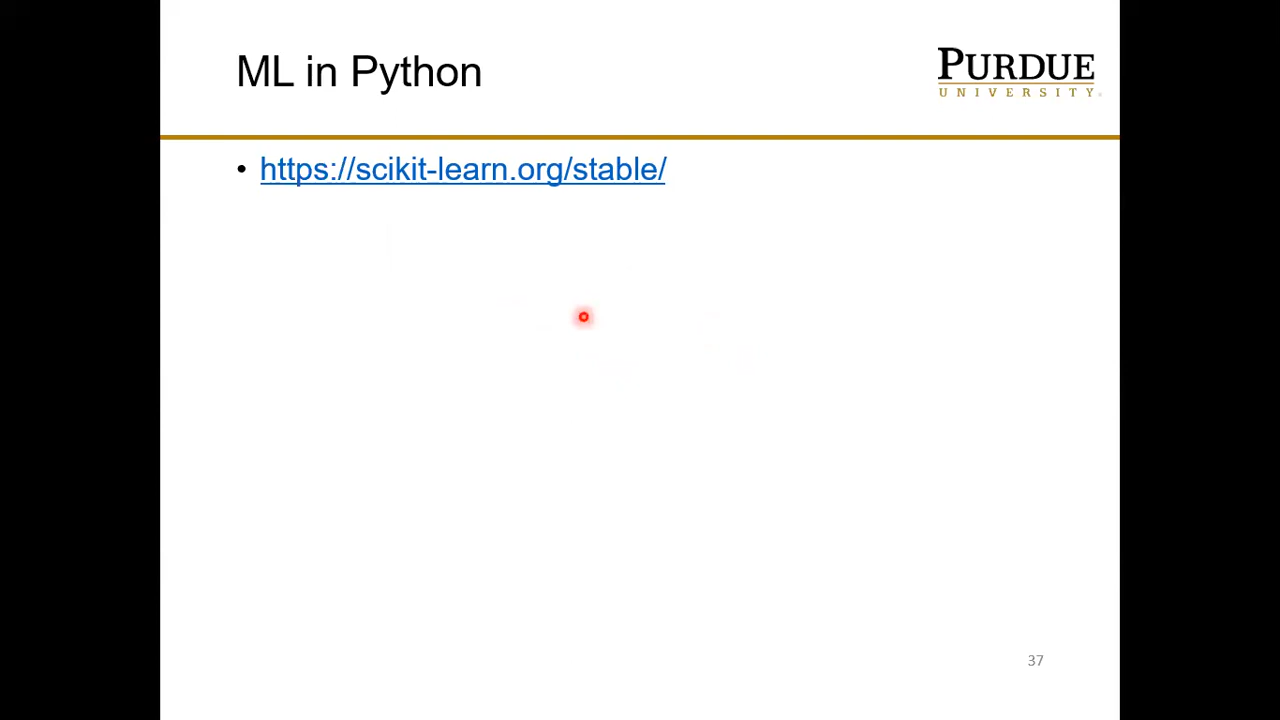 ML in Python
PURDUE
UNIVERSITY
• https://scikit-learn.org/stable/
37